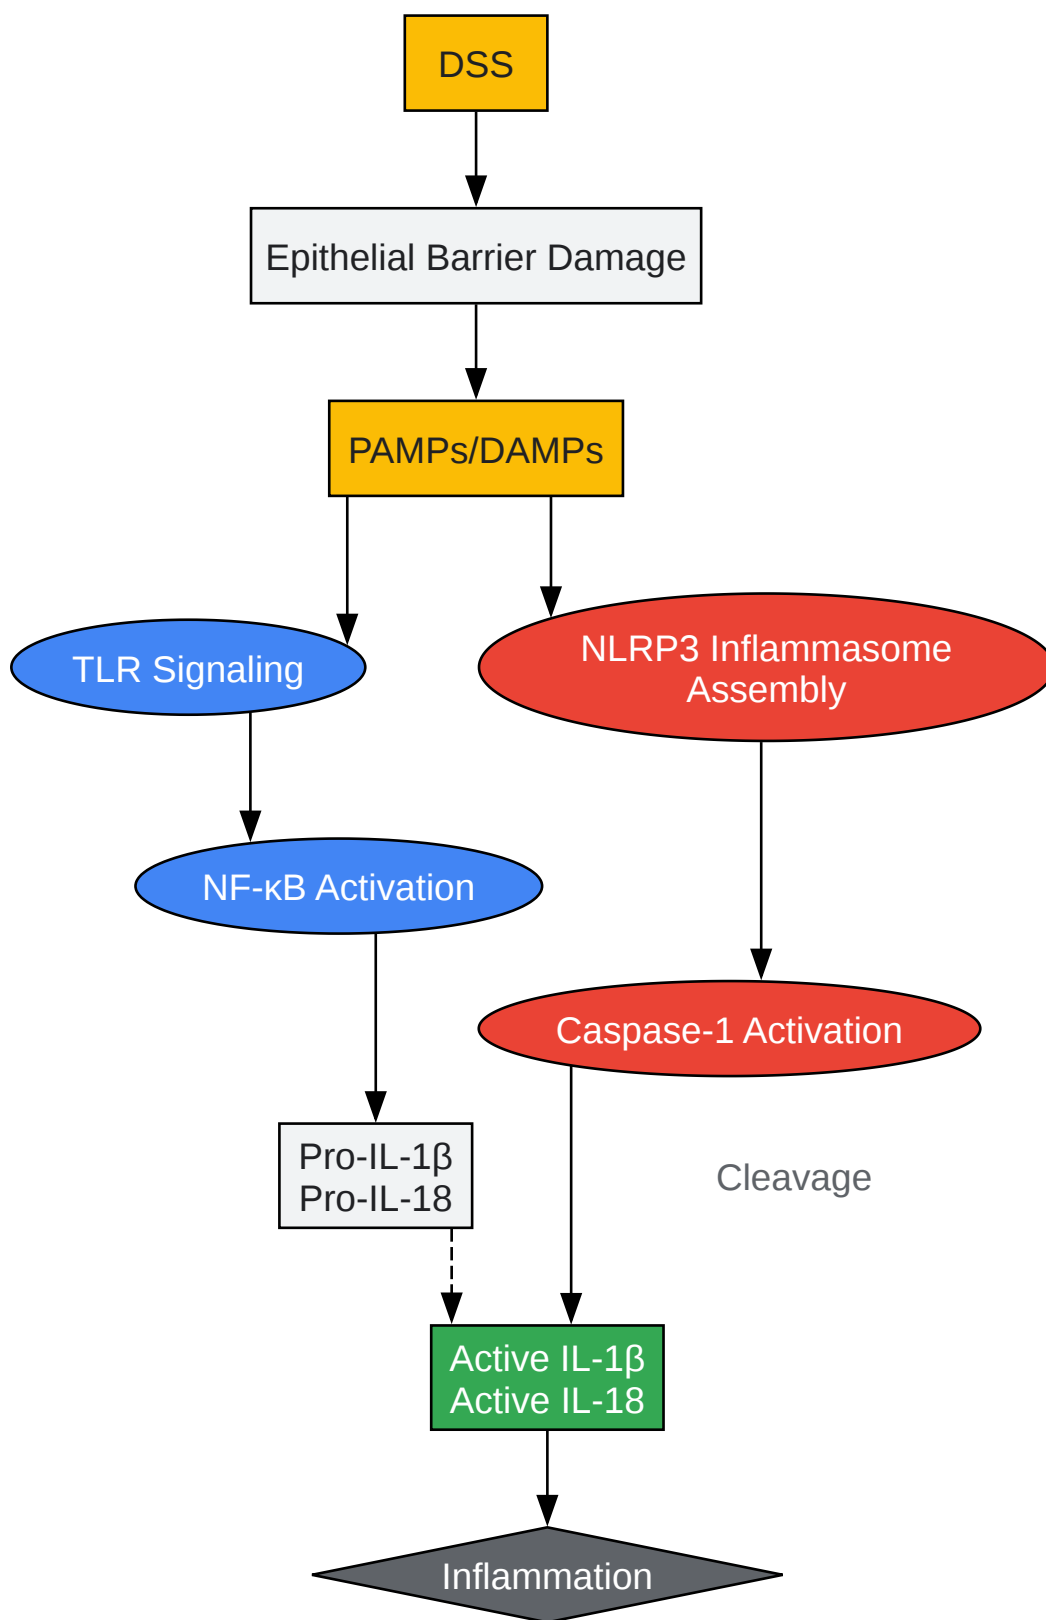 DSS
Epithelial Barrier Damage
PAMPs/DAMPs
TLR Signaling
NLRP3 Inflammasome
Assembly
NF-κB Activation
Caspase-1 Activation
Pro-IL-1β
Pro-IL-18
Cleavage
Active IL-1β
Active IL-18
Inflammation